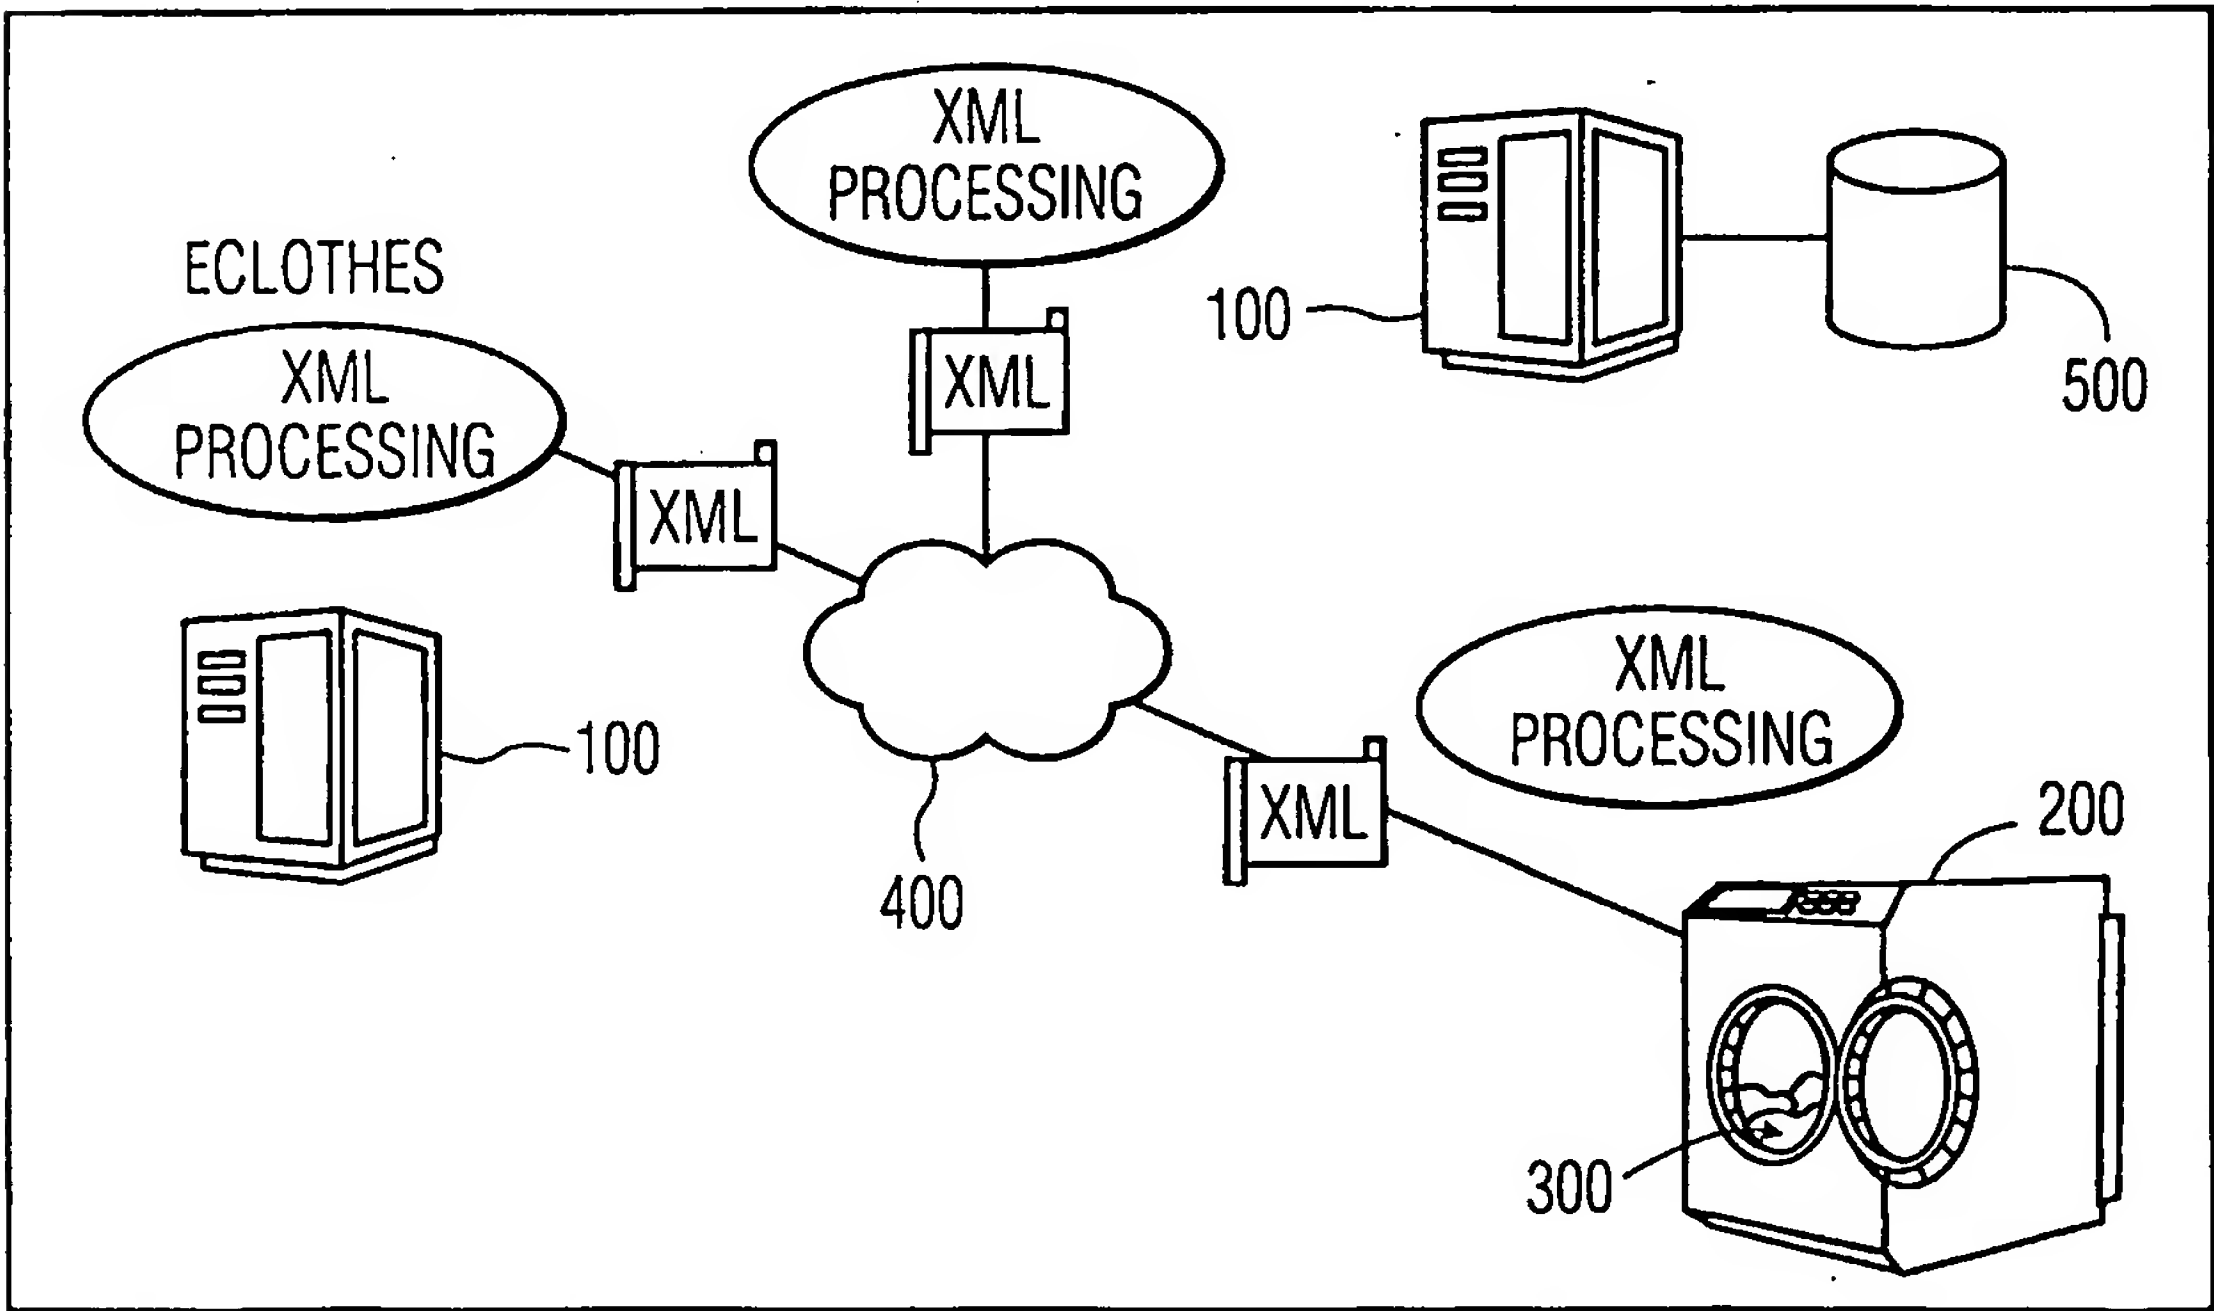 XML
PROCESSING
ECLOTHES
XML
PROCESSING
XML
100
500
XML
100
400
XML
PROCESSING
XML
200
300